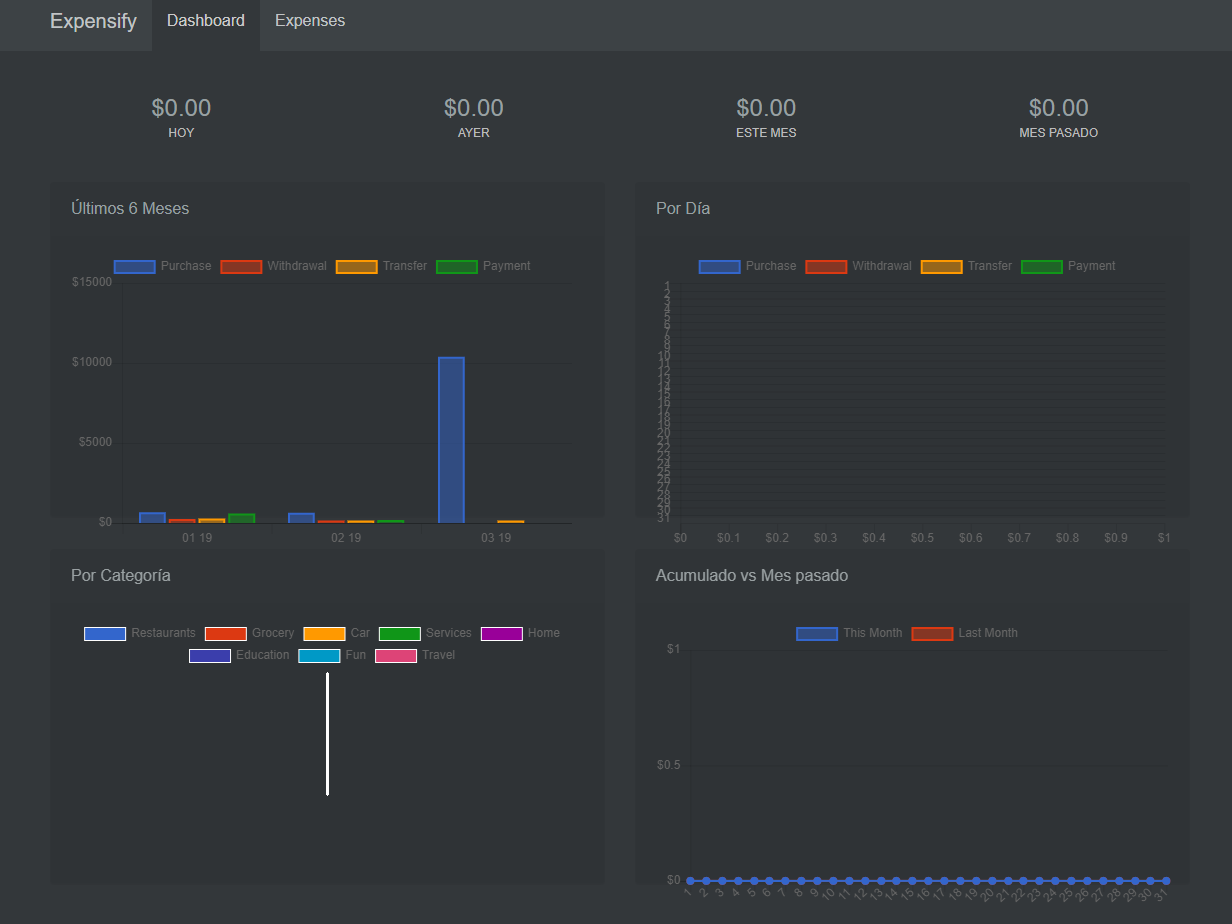 Expensify Dashboard Expenses
$0.00 $0.00 $0.00 $0.00
HOY AYER ESTE MES MES PASADO
Últimos 6 Meses
Purchase Withdrawal Transfer Payment
$15000
$10000
$5000
$0
01 19 02 19 03 19
Por Día
Purchase Withdrawal Transfer Payment
1
2
3
4
5
6
7
8
9
10
11
12
13
14
15
16
17
18
19
20
21
22
23
24
25
26
27
28
29
30
31
$0 $0.1 $0.2 $0.3 $0.4 $0.5 $0.6 $0.7 $0.8 $0.9 $1
Por Categoría
Restaurants Grocery Car Services Home
Education Fun Travel
Acumulado vs Mes pasado
This Month Last Month
$1
$0.5
$0
1 2 3 4 5 6 7 8 9 10 11 12 13 14 15 16 17 18 19 20 21 22 23 24 25 26 27 28 29 30 31